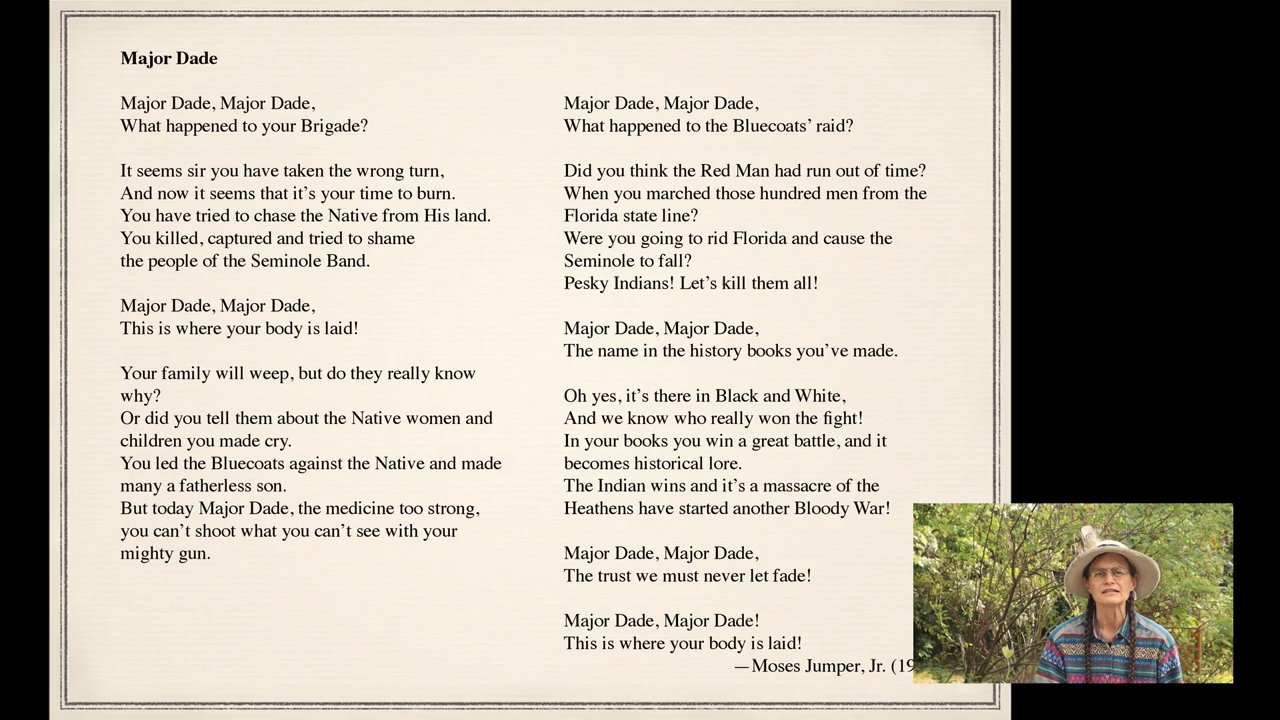 Major Dade
Major Dade, Major Dade,
What happened to your Brigade?
It seems sir you have taken the wrong turn,
And now it seems that it’s your time to burn.
You have tried to chase the Native from His land.
You killed, captured and tried to shame
the people of the Seminole Band.
Major Dade, Major Dade,
This is where your body is laid!
Your family will weep, but do they really know
why?
Or did you tell them about the Native women and
children you made cry.
You led the Bluecoats against the Native and made
many a fatherless son.
But today Major Dade, the medicine too strong,
you can’t shoot what you can’t see with your
mighty gun.
Major Dade, Major Dade,
What happened to the Bluecoats’ raid?
Did you think the Red Man had run out of time?
When you marched those hundred men from the
Florida state line?
Were you going to rid Florida and cause the
Seminole to fall?
Pesky Indians! Let’s kill them all!
Major Dade, Major Dade,
The name in the history books you’ve made.
Oh yes, it’s there in Black and White,
And we know who really won the fight!
In your books you win a great battle, and it
becomes historical lore.
The Indian wins and it’s a massacre of the
Heathens have started another Bloody War!
Major Dade, Major Dade,
The trust we must never let fade!
Major Dade, Major Dade!
This is where your body is laid!
—Moses Jumper, Jr.